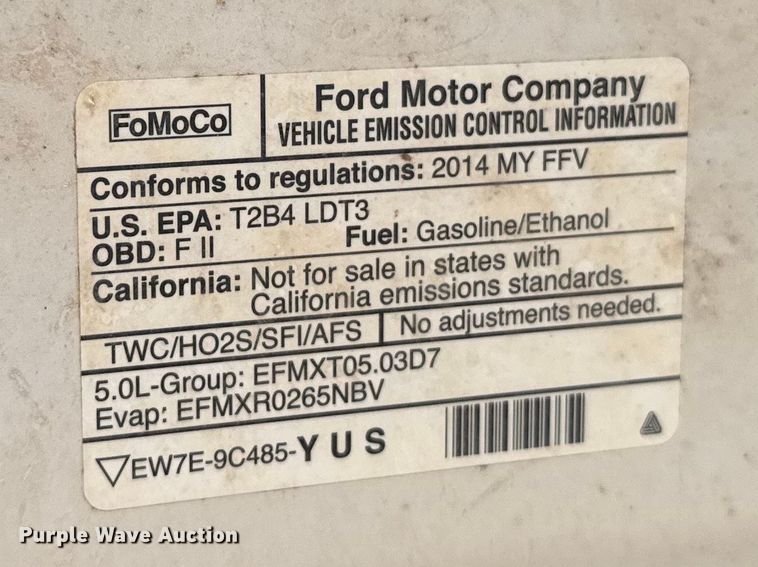 FoMoCo
Ford Motor Company
VEHICLE EMISSION CONTROL INFORMATION
Conforms to regulations: 2014 MY FFV
U.S. EPA: T2B4 LDT3
OBD: F II
Fuel: Gasoline/Ethanol
California: Not for sale in states with
California emissions standards.
TWC/HO2S/SFI/AFS
No adjustments needed.
5.0L-Group: EFMXT05.03D7
Evap: EFMXR0265NBV
EW7E-9C485-YUS
Purple Wave Auction